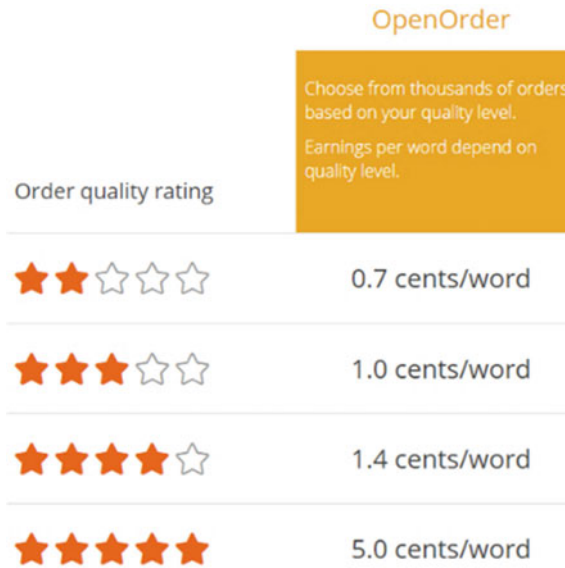 OpenOrder
Choose from thousands of orders
based on your quality level.
Earnings per word depend on
quality level.
Order quality rating
0.7 cents/word
1.0 cents/word
1.4 cents/word
5.0 cents/word